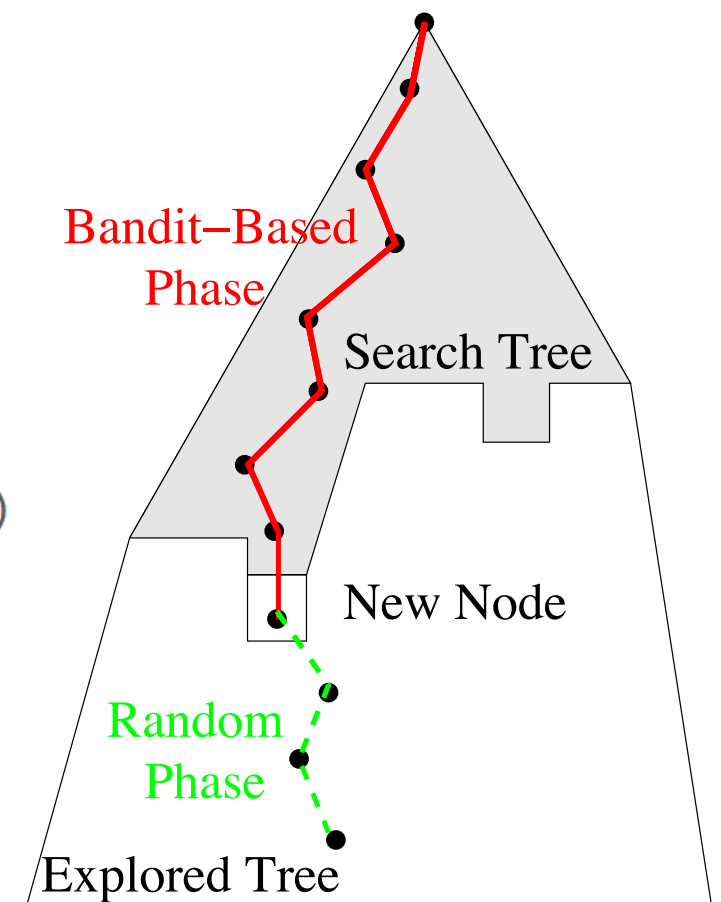 Bandit−Based
Phase
Search Tree
New Node
Random
Phase
Explored Tree